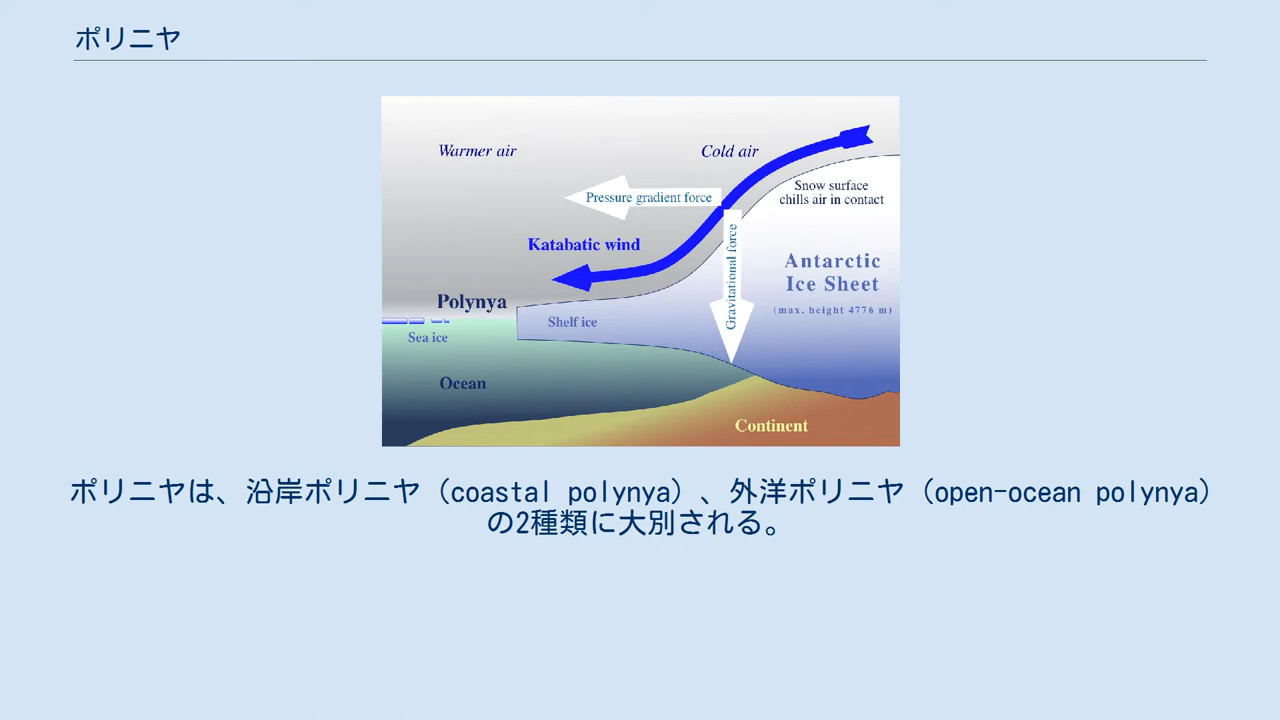 ポリニヤ
Warmer air
Cold air
Snow surface
chills air in contact
Pressure gradient force
Gravitational force
Katabatic wind
Antarctic
Ice Sheet
(max. height 4776 m)
Polynya
Shelf ice
Sea ice
Ocean
Continent
ポリニヤは、沿岸ポリニヤ（coastal polynya）、外洋ポリニヤ（open-ocean polynya）
の2種類に大別される。